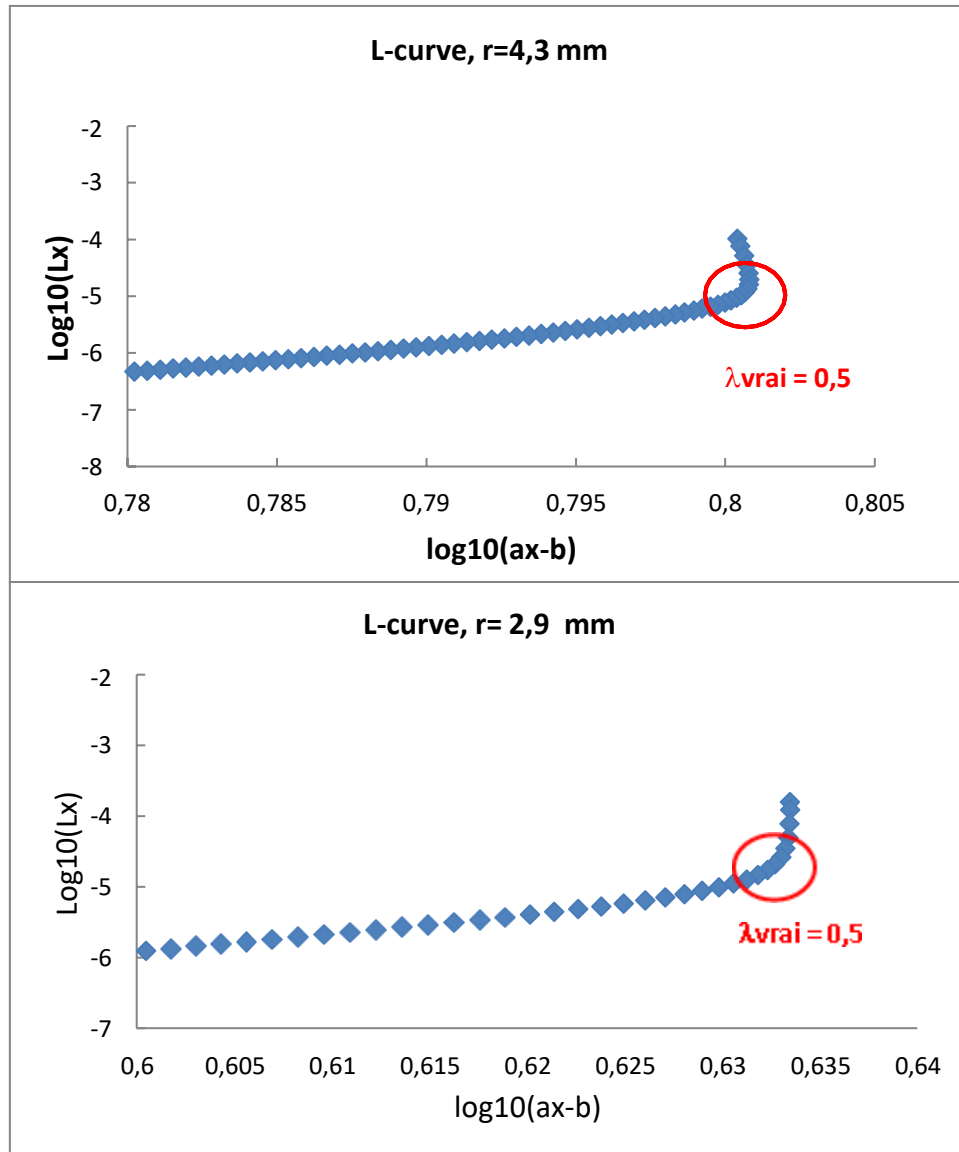 L-curve, r=4,3 mm
-2
-3
-4
-5
-6
-7
-8
Log10(Lx)
λvrai = 0,5
0,78 0,785 0,79 0,795 0,8 0,805
log10(ax-b)
L-curve, r= 2,9 mm
-2
-3
-4
-5
-6
-7
Log10(Lx)
λvrai = 0,5
0,6 0,605 0,61 0,615 0,62 0,625 0,63 0,635 0,64
log10(ax-b)